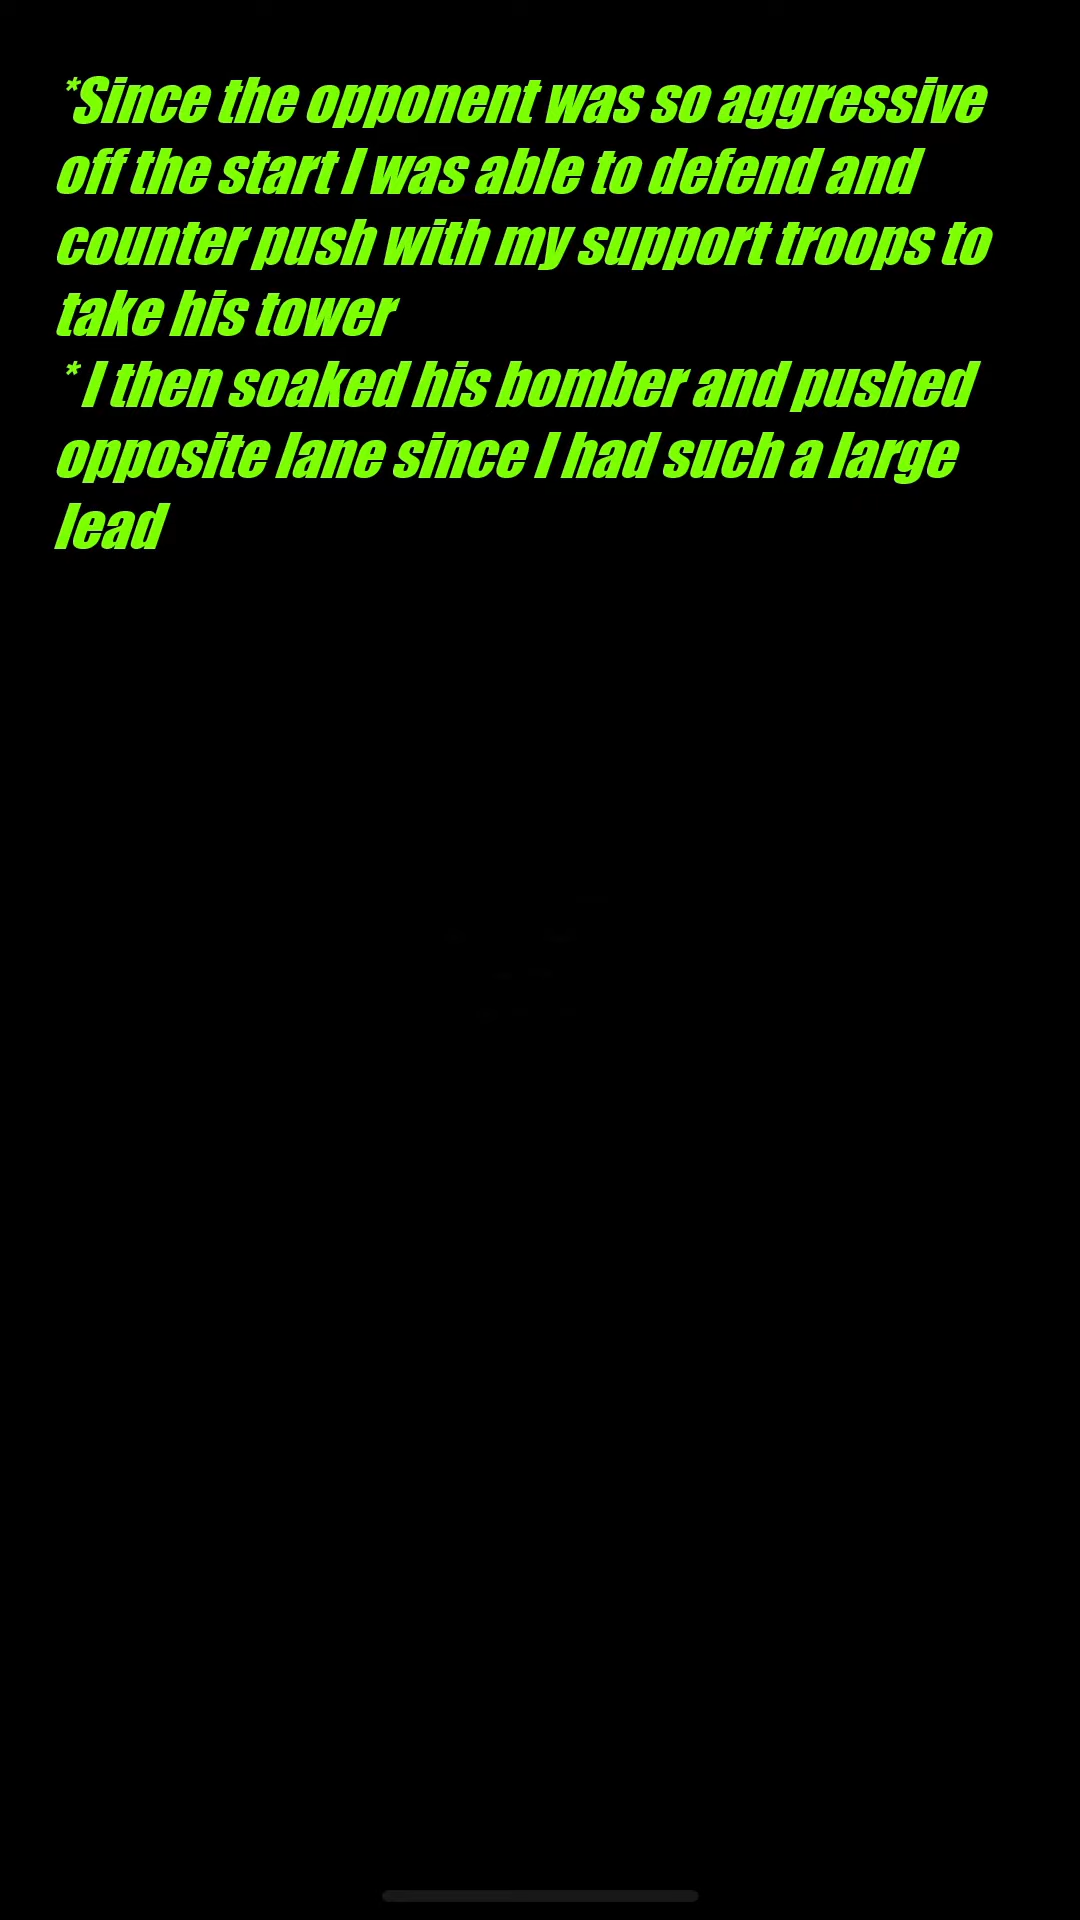 *Since the opponent was so aggressive
off the start I was able to defend and
counter push with my support troops to
take his tower
* I then soaked his bomber and pushed
opposite lane since I had such a large
lead